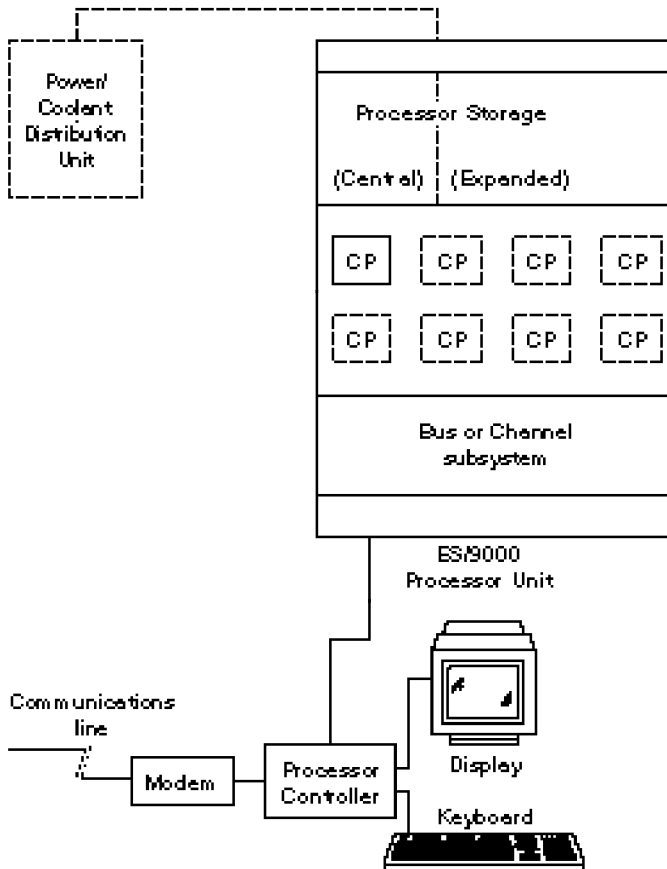 Power/
Coolant
Distribution
Unit
Processor Storage
(Central) (Expanded)
CP CP CP CP
CP CP CP CP
Bus or Channel
subsystem
ES/9000
Processor Unit
Communications
line
Modem
Processor
Controller
Display
Keyboard